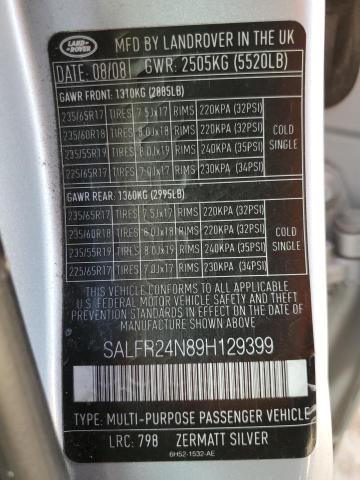 LAND
ROVER
MFD BY LANDROVER IN THE UK
DATE: 08/08 GWR: 2505KG (5520LB)
GAWR FRONT: 1310KG (2885LB)
235/65R17 TIRES 7.5Jx17 RIMS 220KPA (32PSI)
235/60R18 TIRES 8.0Jx18 RIMS 220KPA (32PSI)
235/55R19 TIRES 8.0Jx19 RIMS 240KPA (35PSI)
225/65R17 TIRES 7.0Jx17 RIMS 230KPA (34PSI)
COLD
SINGLE
GAWR REAR: 1360KG (2995LB)
235/65R17 TIRES 7.5Jx17 RIMS 220KPA (32PSI)
235/60R18 TIRES 8.0Jx18 RIMS 220KPA (32PSI)
235/55R19 TIRES 8.0Jx19 RIMS 240KPA (35PSI)
225/65R17 TIRES 7.0Jx17 RIMS 230KPA (34PSI)
COLD
SINGLE
THIS VEHICLE CONFORMS TO ALL APPLICABLE
FEDERAL MOTOR VEHICLE SAFETY BUMPER AND
THEFT PREVENTION STANDARDS IN EFFECT ON THE
DATE OF MANUFACTURE SHOWN ABOVE
SALFR24N89H129399
TYPE: MULTI-PURPOSE PASSENGER VEHICLE
LRC: 798 ZERMATT SILVER
6H52-1532-AE